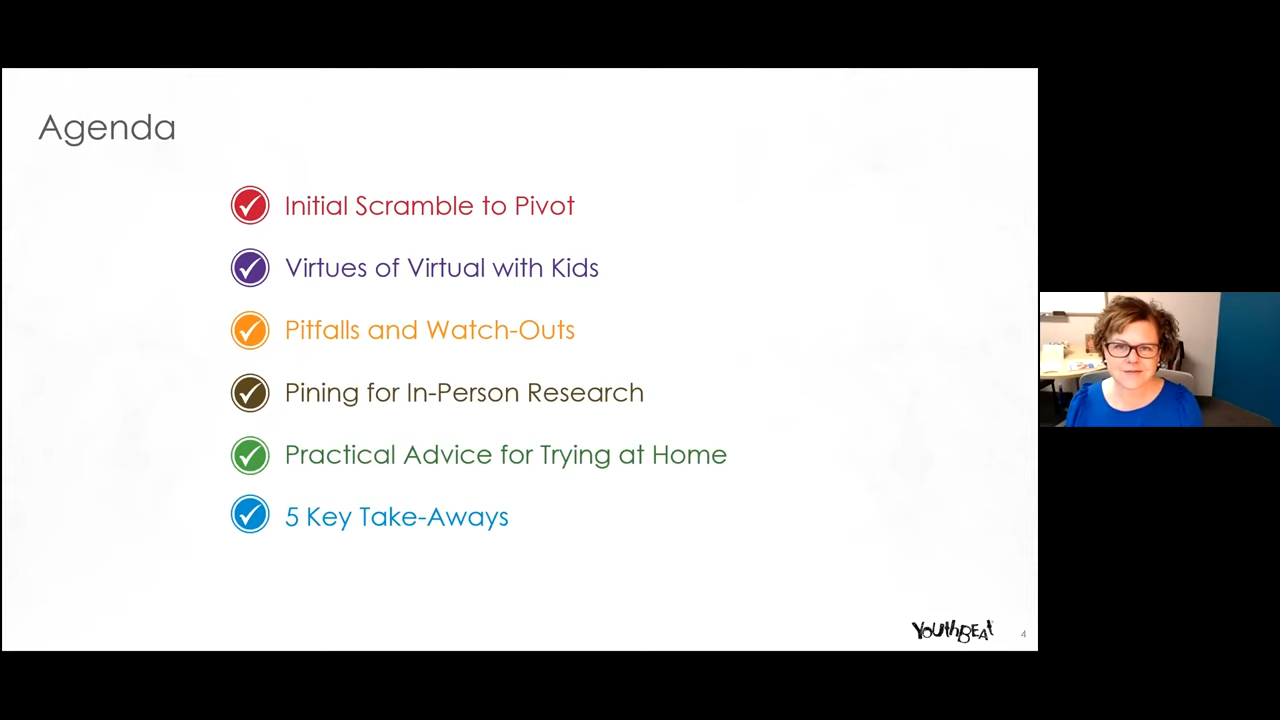 Agenda
Initial Scramble to Pivot
Virtues of Virtual with Kids
Pitfalls and Watch-Outs
Pining for In-Person Research
Practical Advice for Trying at Home
5 Key Take-Aways
YouthBeat
4